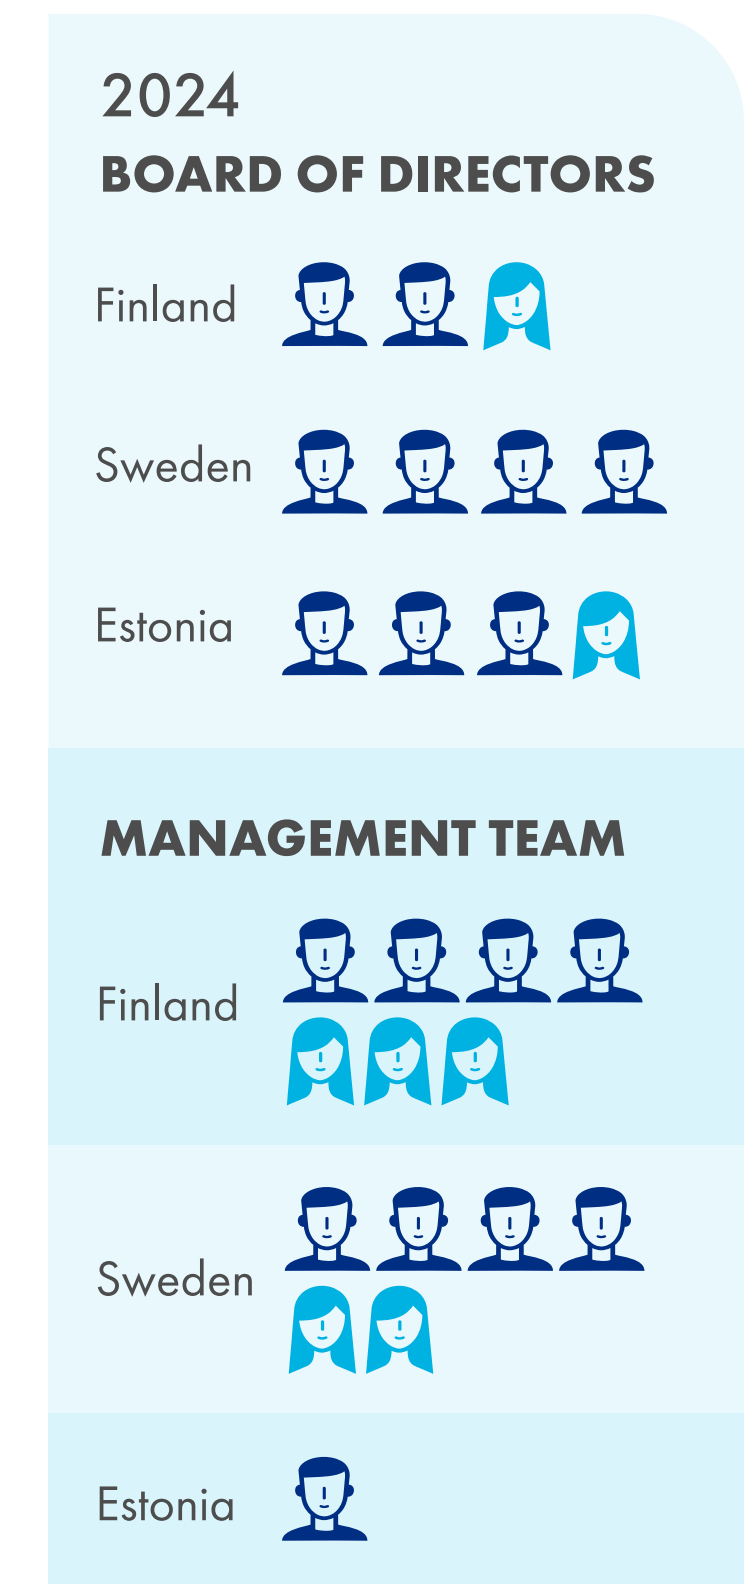 2024
BOARD OF DIRECTORS
Finland
Sweden
Estonia
MANAGEMENT TEAM
Finland
Sweden
Estonia